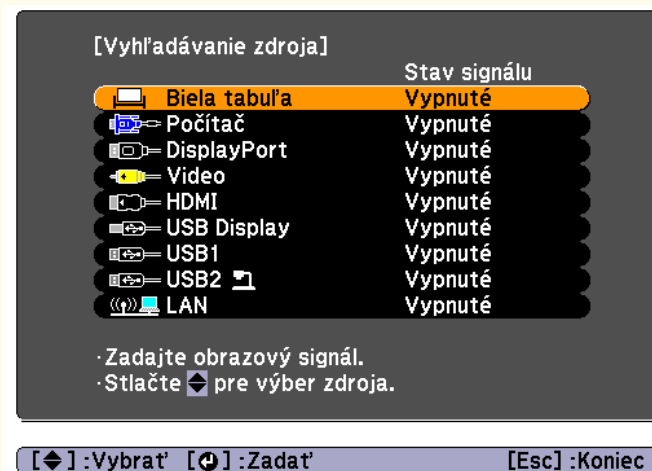 [Vyhľadávanie zdroja]
Stav signálu
Biela tabuľa Vypnuté
Počítač Vypnuté
DisplayPort Vypnuté
Video Vypnuté
HDMI Vypnuté
USB Display Vypnuté
USB1 Vypnuté
USB2 Vypnuté
LAN Vypnuté
·Zadajte obrazový signál.
·Stlačte pre výber zdroja.
[ ] :Vybrať [ ] :Zadať [Esc] :Koniec